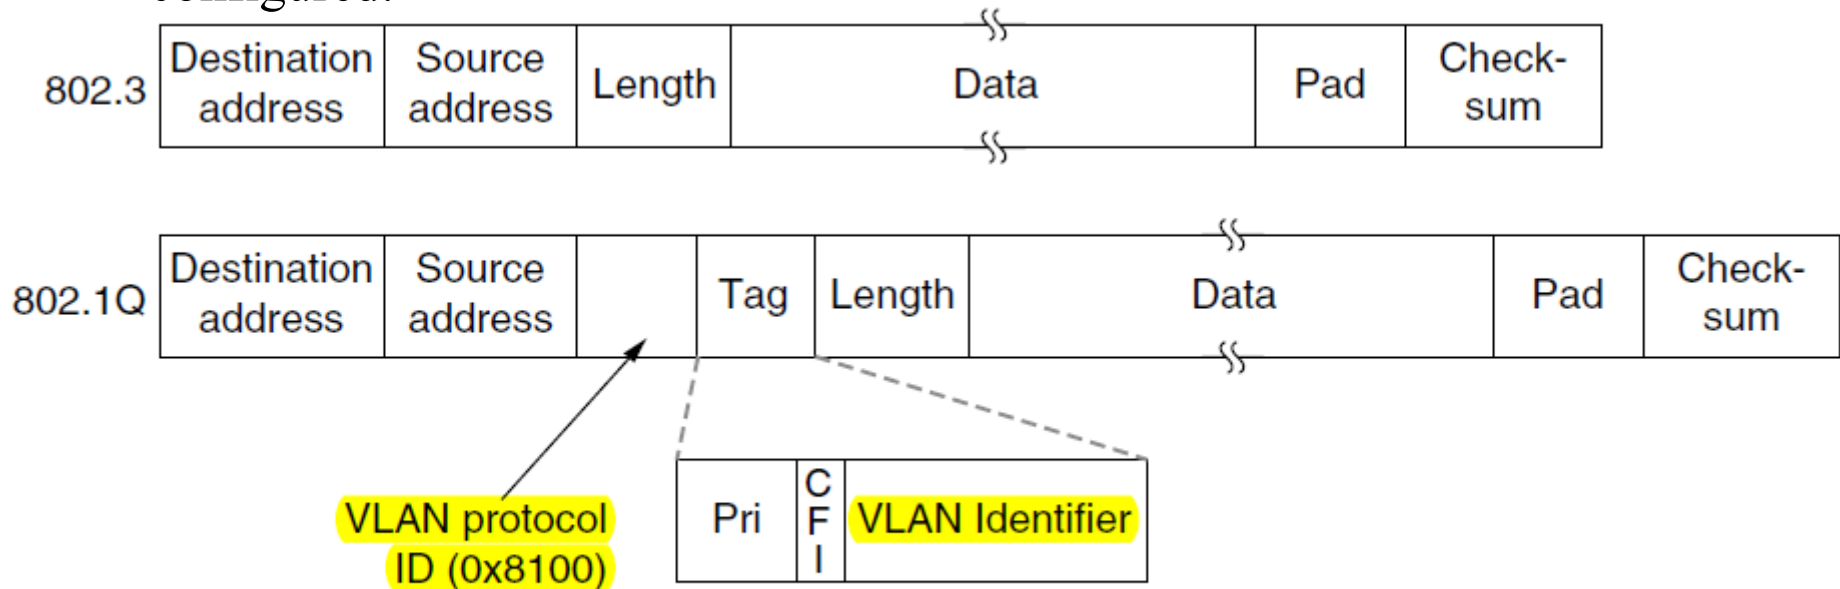 configured.
802.3
Destination
address
Source
address
Length
Data
Pad
Check-
sum
802.1Q
Destination
address
Source
address
Tag
Length
Data
Pad
Check-
sum
VLAN protocol
ID (0x8100)
Pri
C
F
I
VLAN Identifier